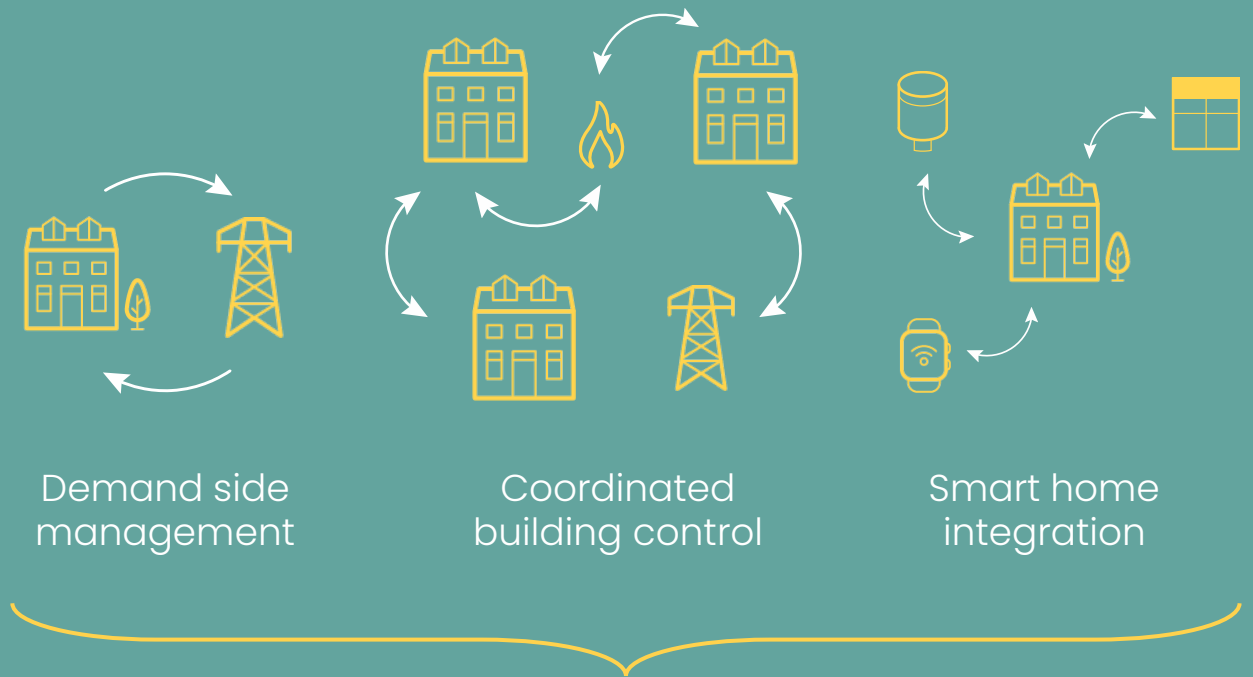 Demand side
management
Coordinated
building control
Smart home
integration